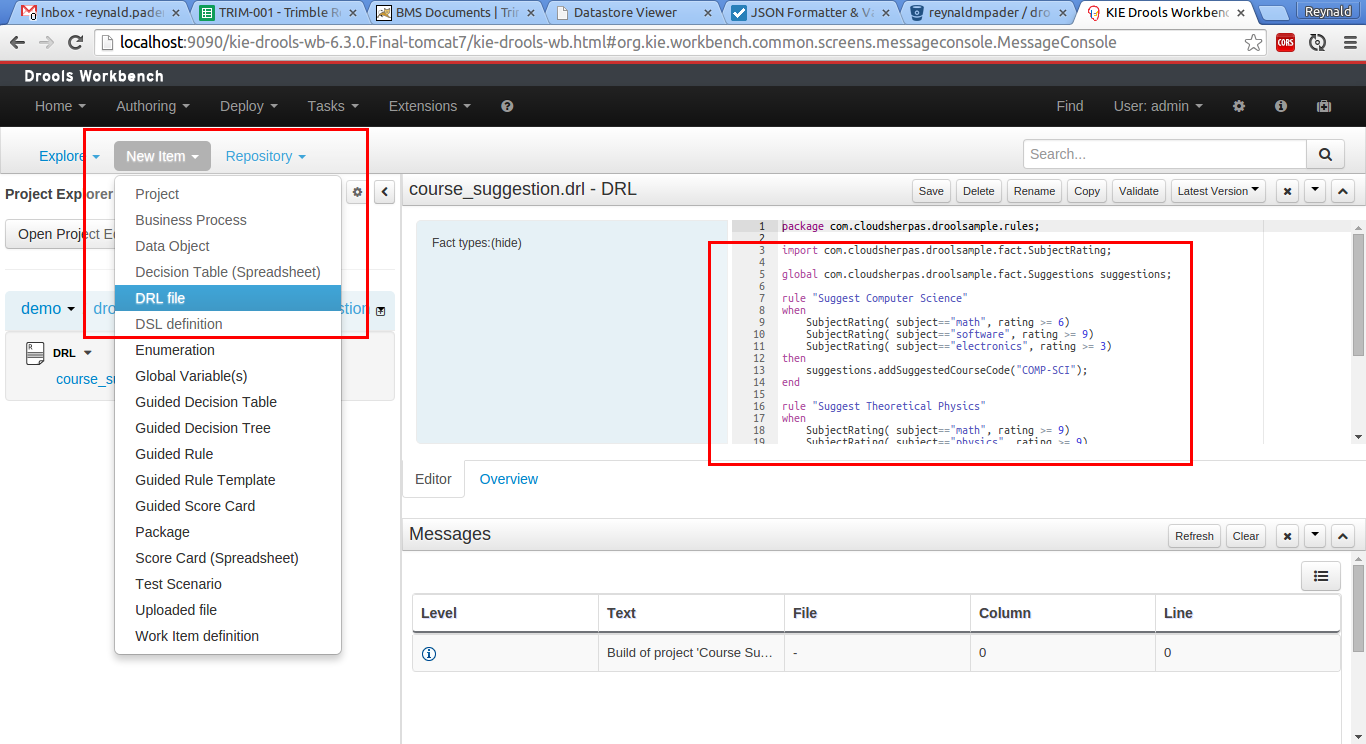 Inbox - reynald.pade
TRIM-001 - Trimble R
BMS Documents | Tri
Datastore Viewer
JSON Formatter & Va
reynaldmpader / dro
KIE Drools Workbenc
Reynald
localhost:9090/kie-drools-wb-6.3.0.Final-tomcat7/kie-drools-wb.html#org.kie.workbench.common.screens.messageconsole.MessageConsole
CORS
Drools Workbench
Home Authoring Deploy Tasks Extensions ? Find User: admin
Explore New Item Repository
Search...
Project Explorer
Open Project E
demo dro stion
DRL
course_su
Project
Business Process
Data Object
Decision Table (Spreadsheet)
DRL file
DSL definition
Enumeration
Global Variable(s)
Guided Decision Table
Guided Decision Tree
Guided Rule
Guided Rule Template
Guided Score Card
Package
Score Card (Spreadsheet)
Test Scenario
Uploaded file
Work Item definition
course_suggestion.drl - DRL
Save Delete Rename Copy Validate Latest Version
Fact types:(hide)
1 package com.cloudsherpas.droolsample.rules;
2
3 import com.cloudsherpas.droolsample.fact.SubjectRating;
4
5 global com.cloudsherpas.droolsample.fact.Suggestions suggestions;
6
7 rule "Suggest Computer Science"
8 when
9 SubjectRating( subject=="math", rating >= 6)
10 SubjectRating( subject=="software", rating >= 9)
11 SubjectRating( subject=="electronics", rating >= 3)
12 then
13 suggestions.addSuggestedCourseCode("COMP-SCI");
14 end
15
16 rule "Suggest Theoretical Physics"
17 when
18 SubjectRating( subject=="math", rating >= 9)
19 SubjectRating( subject=="physics", rating >= 9)
Editor Overview
Messages
Refresh Clear
Level Text File Column Line
Build of project 'Course Su... - 0 0